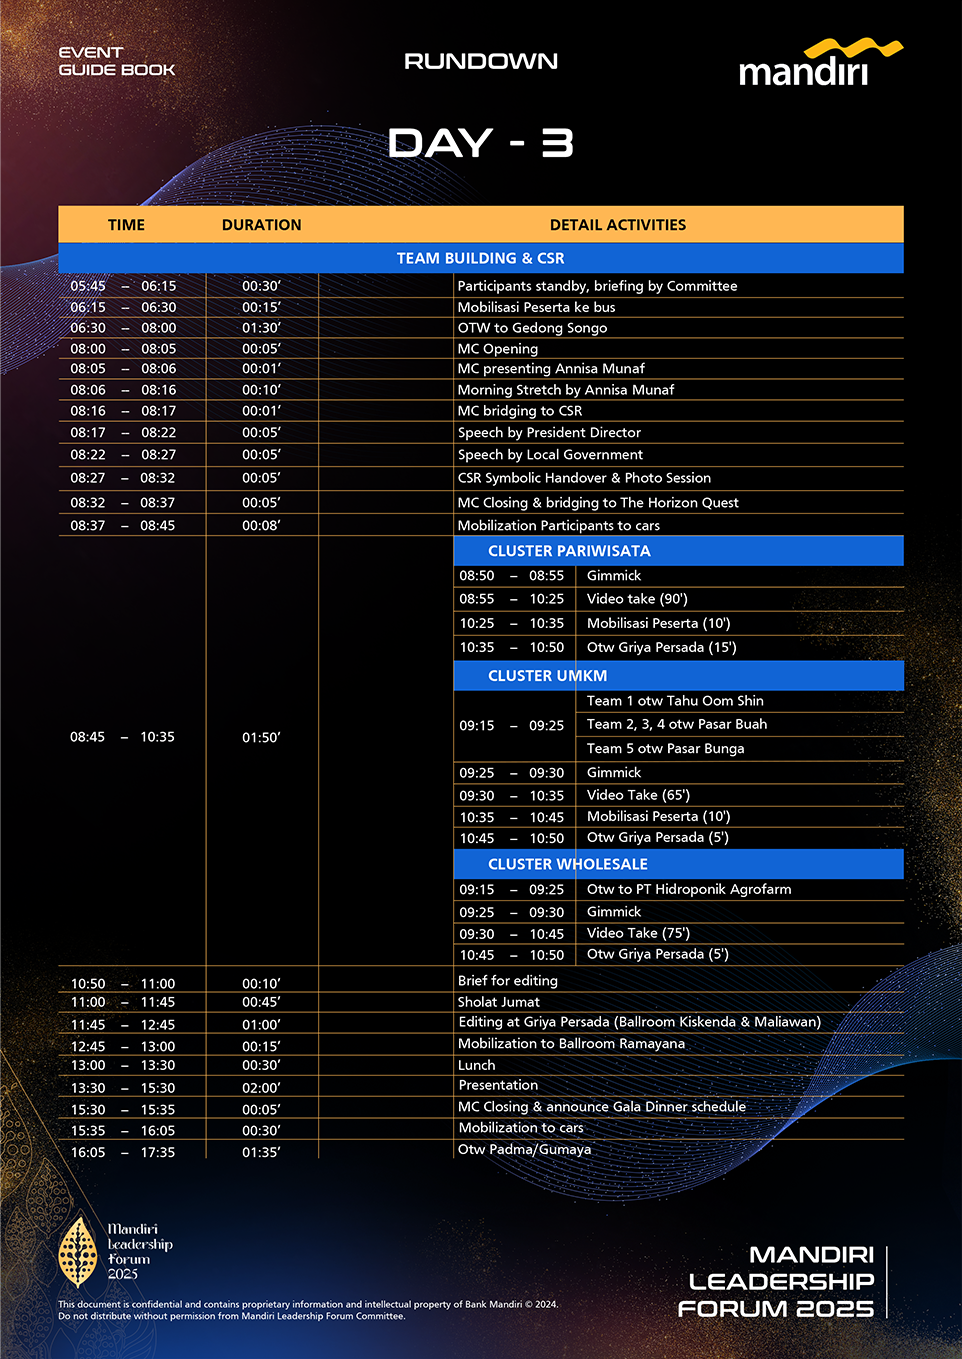 EVENT
GUIDE BOOK
RUNDOWN
mandiri
DAY - 3
TIME DURATION DETAIL ACTIVITIES
TEAM BUILDING & CSR
05:45 – 06:15 00:30’ Participants standby, briefing by Committee
06:15 – 06:30 00:15’ Mobilisasi Peserta ke bus
06:30 – 08:00 01:30’ OTW to Gedong Songo
08:00 – 08:05 00:05’ MC Opening
08:05 – 08:06 00:01’ MC presenting Annisa Munaf
08:06 – 08:16 00:10’ Morning Stretch by Annisa Munaf
08:16 – 08:17 00:01’ MC bridging to CSR
08:17 – 08:22 00:05’ Speech by President Director
08:22 – 08:27 00:05’ Speech by Local Government
08:27 – 08:32 00:05’ CSR Symbolic Handover & Photo Session
08:32 – 08:37 00:05’ MC Closing & bridging to The Horizon Quest
08:37 – 08:45 00:08’ Mobilization Participants to cars
08:45 – 10:35 01:50’
CLUSTER PARIWISATA
08:50 – 08:55 Gimmick
08:55 – 10:25 Video take (90')
10:25 – 10:35 Mobilisasi Peserta (10')
10:35 – 10:50 Otw Griya Persada (15')
CLUSTER UMKM
09:15 – 09:25 Team 1 otw Tahu Oom Shin
Team 2, 3, 4 otw Pasar Buah
Team 5 otw Pasar Bunga
09:25 – 09:30 Gimmick
09:30 – 10:35 Video Take (65')
10:35 – 10:45 Mobilisasi Peserta (10')
10:45 – 10:50 Otw Griya Persada (5')
CLUSTER WHOLESALE
09:15 – 09:25 Otw to PT Hidroponik Agrofarm
09:25 – 09:30 Gimmick
09:30 – 10:45 Video Take (75')
10:45 – 10:50 Otw Griya Persada (5')
10:50 – 11:00 00:10’ Brief for editing
11:00 – 11:45 00:45’ Sholat Jumat
11:45 – 12:45 01:00’ Editing at Griya Persada (Ballroom Kiskenda & Maliawan)
12:45 – 13:00 00:15’ Mobilization to Ballroom Ramayana
13:00 – 13:30 00:30’ Lunch
13:30 – 15:30 02:00’ Presentation
15:30 – 15:35 00:05’ MC Closing & announce Gala Dinner schedule
15:35 – 16:05 00:30’ Mobilization to cars
16:05 – 17:35 01:35’ Otw Padma/Gumaya
Mandiri
Leadership
Forum
2025
This document is confidential and contains proprietary information and intellectual property of Bank Mandiri © 2024.
Do not distribute without permission from Mandiri Leadership Forum Committee.
MANDIRI
LEADERSHIP
FORUM 2025